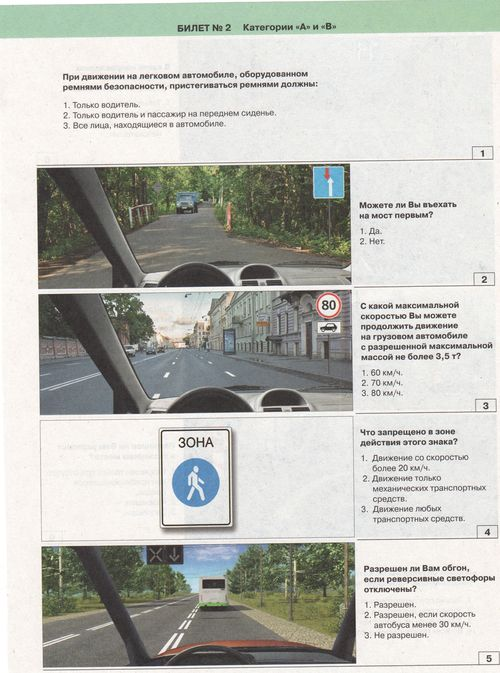 БИЛЕТ № 2 Категории «А» и «В»
При движении на легковом автомобиле, оборудованном
ремнями безопасности, пристегиваться ремнями должны:
1. Только водитель.
2. Только водитель и пассажир на переднем сиденье.
3. Все лица, находящиеся в автомобиле.
1
Можете ли Вы въехать
на мост первым?
1. Да.
2. Нет.
2
80
С какой максимальной
скоростью Вы можете
продолжить движение
на грузовом автомобиле
с разрешенной максимальной
массой не более 3,5 т?
1. 60 км/ч.
2. 70 км/ч.
3. 80 км/ч.
3
ЗОНА
Что запрещено в зоне
действия этого знака?
1. Движение со скоростью
более 20 км/ч.
2. Движение только
механических транспортных
средств.
3. Движение любых
транспортных средств.
4
Разрешен ли Вам обгон,
если реверсивные светофоры
отключены?
1. Разрешен.
2. Разрешен, если скорость
автобуса менее 30 км/ч.
3. Не разрешен.
5